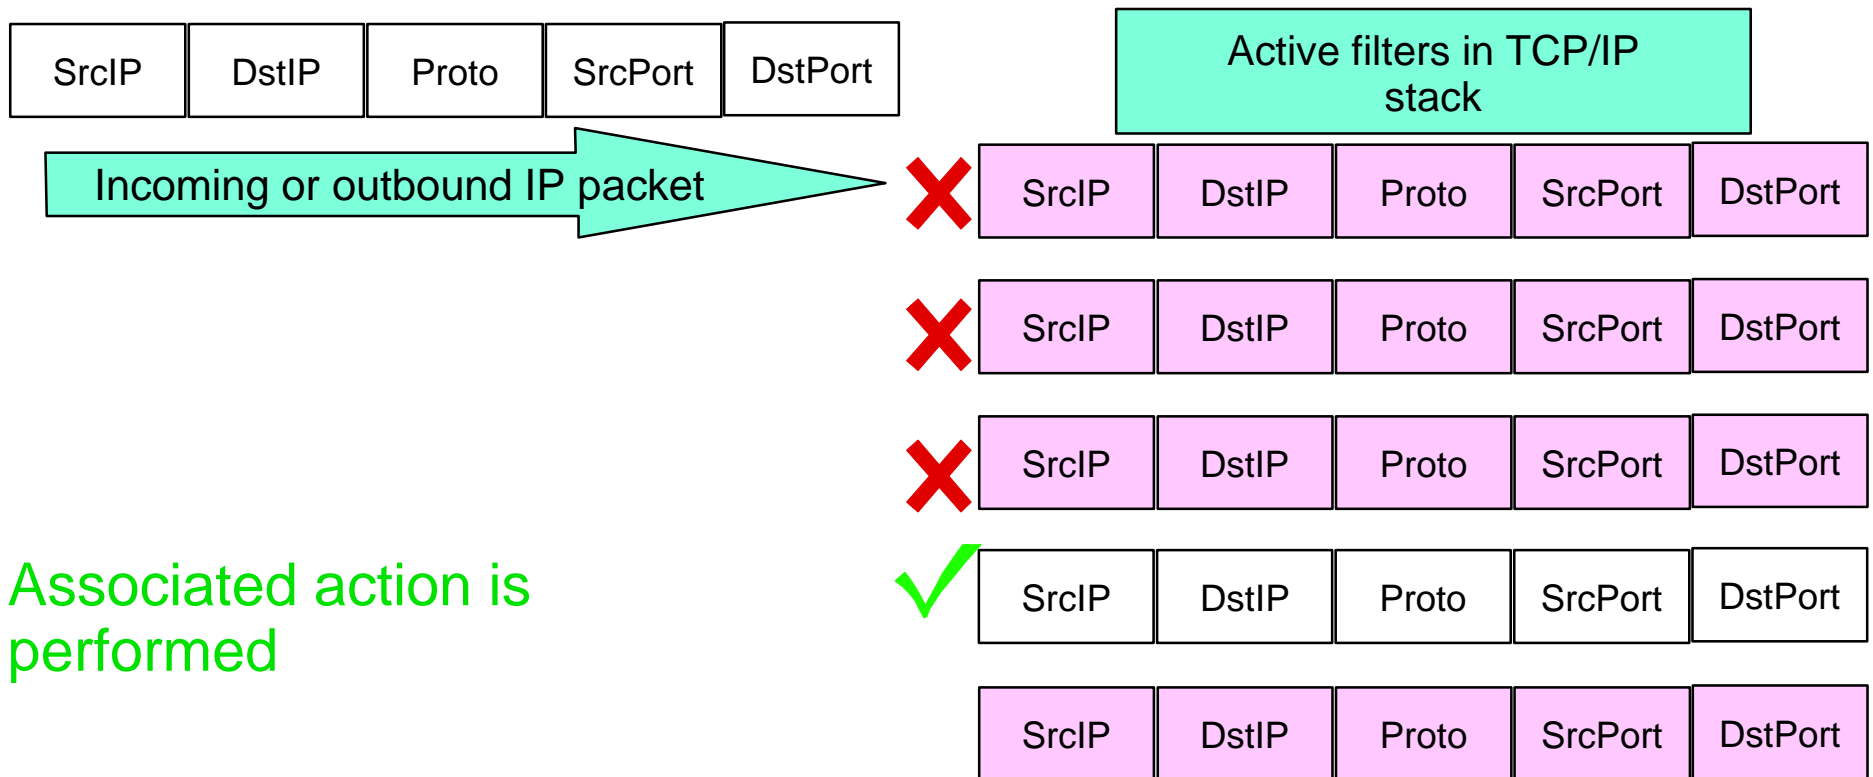 SrcIP DstIP Proto SrcPort DstPort
Active filters in TCP/IP
stack
Incoming or outbound IP packet
SrcIP DstIP Proto SrcPort DstPort
SrcIP DstIP Proto SrcPort DstPort
SrcIP DstIP Proto SrcPort DstPort
Associated action is
performed
SrcIP DstIP Proto SrcPort DstPort
SrcIP DstIP Proto SrcPort DstPort